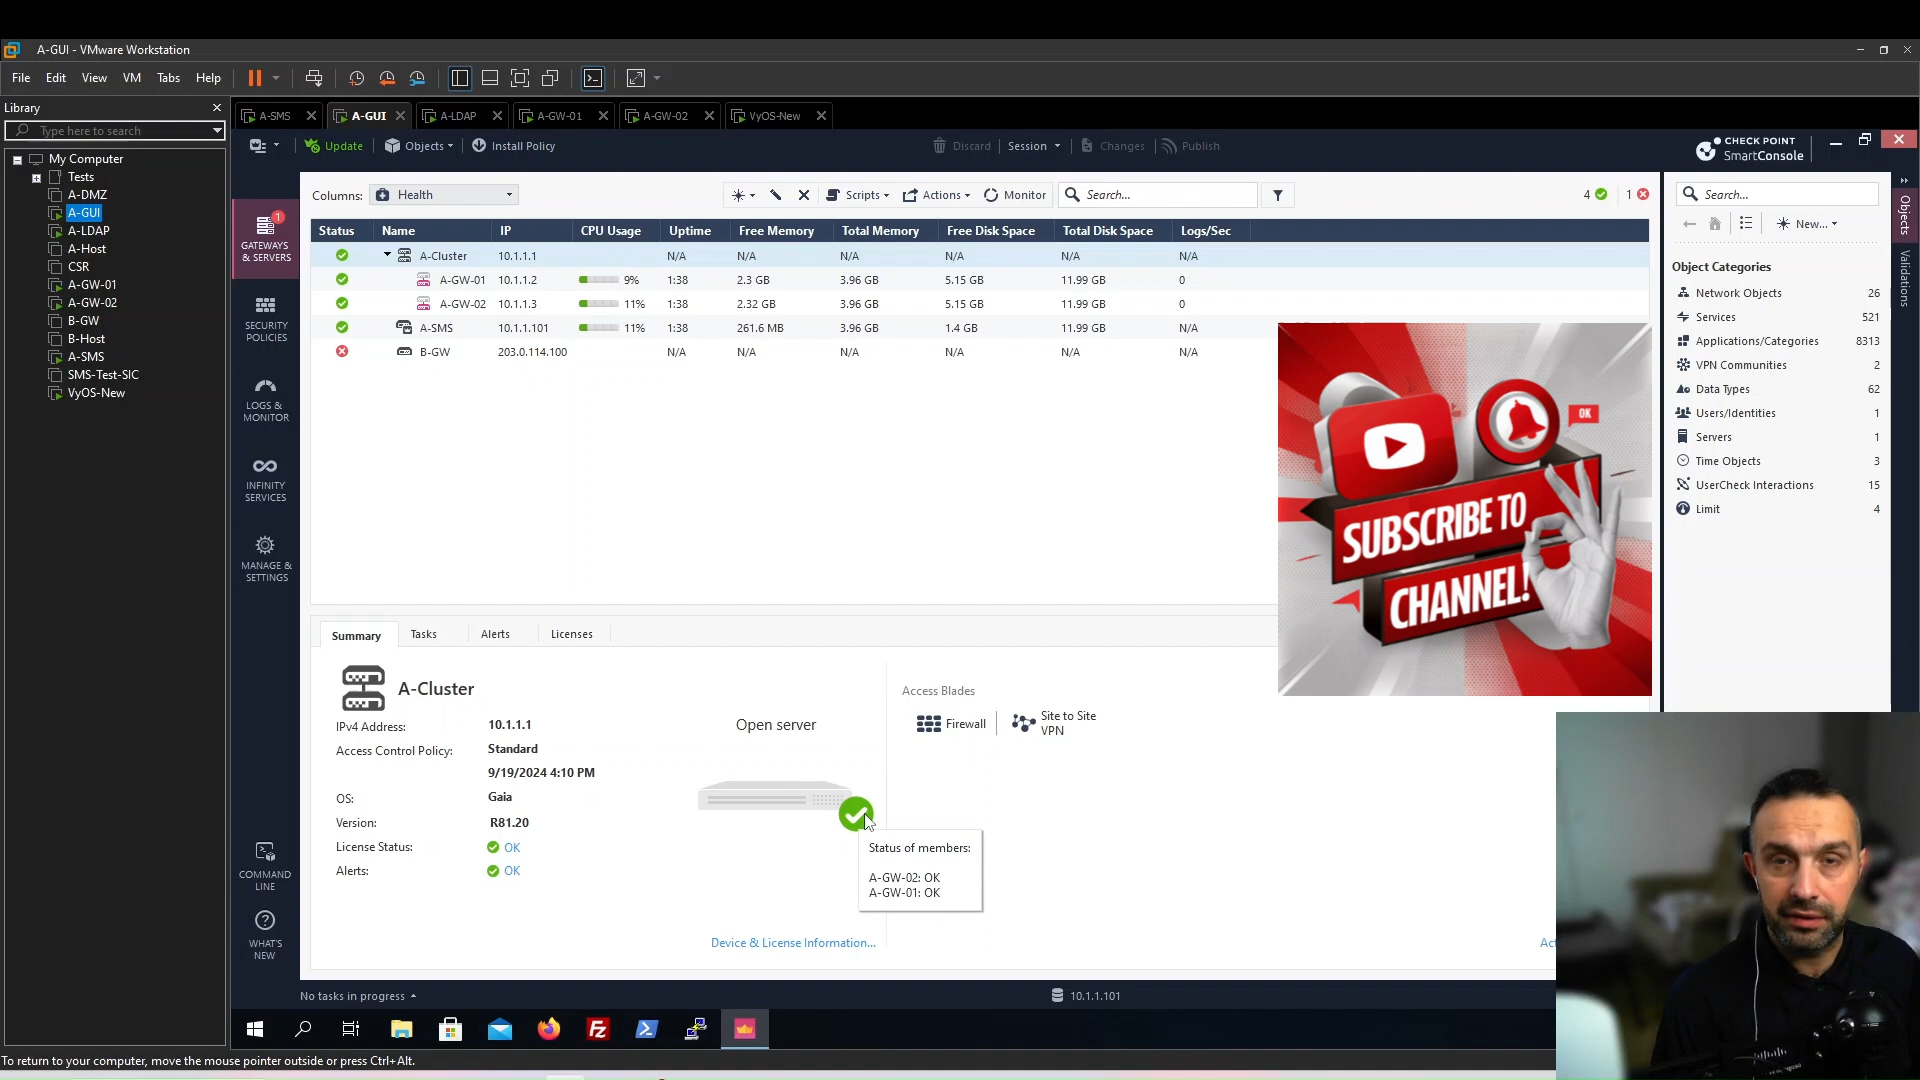 A-GUI - VMware Workstation
File Edit View VM Tabs Help
Library
Type here to search
My Computer
Tests
A-DMZ
A-GUI
A-LDAP
A-Host
CSR
A-GW-01
A-GW-02
B-GW
B-Host
A-SMS
SMS-Test-SIC
VyOS-New
A-SMS A-GUI A-LDAP A-GW-01 A-GW-02 VyOS-New
Update Objects Install Policy Discard Session Changes Publish
CHECK POINT
SmartConsole
1
GATEWAYS
& SERVERS
SECURITY
POLICIES
LOGS &
MONITOR
INFINITY
SERVICES
MANAGE &
SETTINGS
COMMAND
LINE
WHAT'S
NEW
Columns: Health Scripts Actions Monitor Search... 4 1
Status Name IP CPU Usage Uptime Free Memory Total Memory Free Disk Space Total Disk Space Logs/Sec
A-Cluster 10.1.1.1 N/A N/A N/A N/A N/A N/A
A-GW-01 10.1.1.2 9% 1:38 2.3 GB 3.96 GB 5.15 GB 11.99 GB 0
A-GW-02 10.1.1.3 11% 1:38 2.32 GB 3.96 GB 5.15 GB 11.99 GB 0
A-SMS 10.1.1.101 11% 1:38 261.6 MB 3.96 GB 1.4 GB 11.99 GB N/A
B-GW 203.0.114.100 N/A N/A N/A N/A N/A N/A
OK
SUBSCRIBE TO
CHANNEL!
Summary Tasks Alerts Licenses
A-Cluster
IPv4 Address: 10.1.1.1
Access Control Policy: Standard
9/19/2024 4:10 PM
OS: Gaia
Version: R81.20
License Status: OK
Alerts: OK
Open server
Status of members:
A-GW-02: OK
A-GW-01: OK
Device & License Information...
Access Blades
Firewall
Site to Site
VPN
Act
Search...
New...
Object Categories
Network Objects 26
Services 521
Applications/Categories 8313
VPN Communities 2
Data Types 62
Users/Identities 1
Servers 1
Time Objects 3
UserCheck Interactions 15
Limit 4
Objects
Validations
No tasks in progress
10.1.1.101
To return to your computer, move the mouse pointer outside or press Ctrl+Alt.